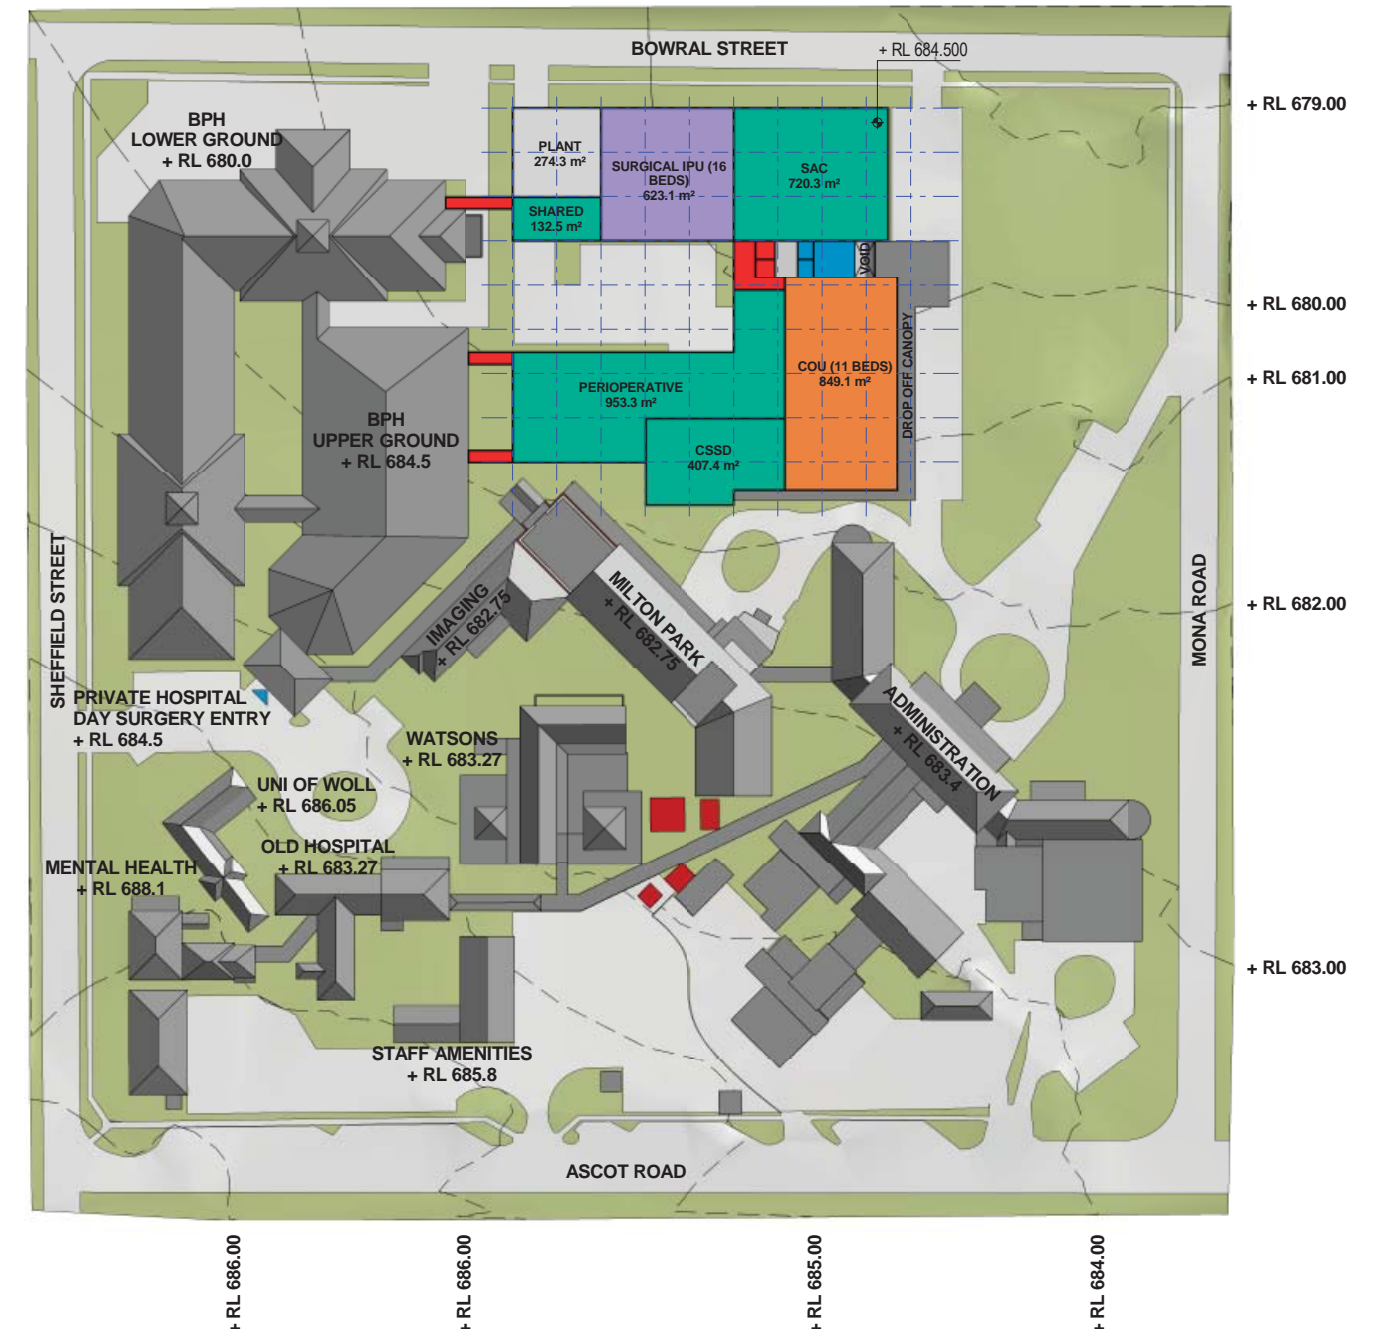 BOWRAL STREET
+ RL 684.500
+ RL 679.00
BPH
LOWER GROUND
+ RL 680.0
PLANT
274.3 m²
SURGICAL IPU (16
BEDS)
623.1 m²
SAC
720.3 m²
SHARED
132.5 m²
VOID
+ RL 680.00
DROP OFF CANOPY
COU (11 BEDS)
849.1 m²
+ RL 681.00
PERIOPERATIVE
953.3 m²
BPH
UPPER GROUND
+ RL 684.5
CSSD
407.4 m²
SHEFFIELD STREET
MONA ROAD
IMAGING
+ RL 682.75
MILTON PARK
+ RL 682.75
+ RL 682.00
PRIVATE HOSPITAL
DAY SURGERY ENTRY
+ RL 684.5
ADMINISTRATION
+ RL 683.4
WATSONS
+ RL 683.27
UNI OF WOLL
+ RL 686.05
OLD HOSPITAL
+ RL 683.27
MENTAL HEALTH
+ RL 688.1
+ RL 683.00
STAFF AMENITIES
+ RL 685.8
ASCOT ROAD
+ RL 686.00
+ RL 686.00
+ RL 685.00
+ RL 684.00